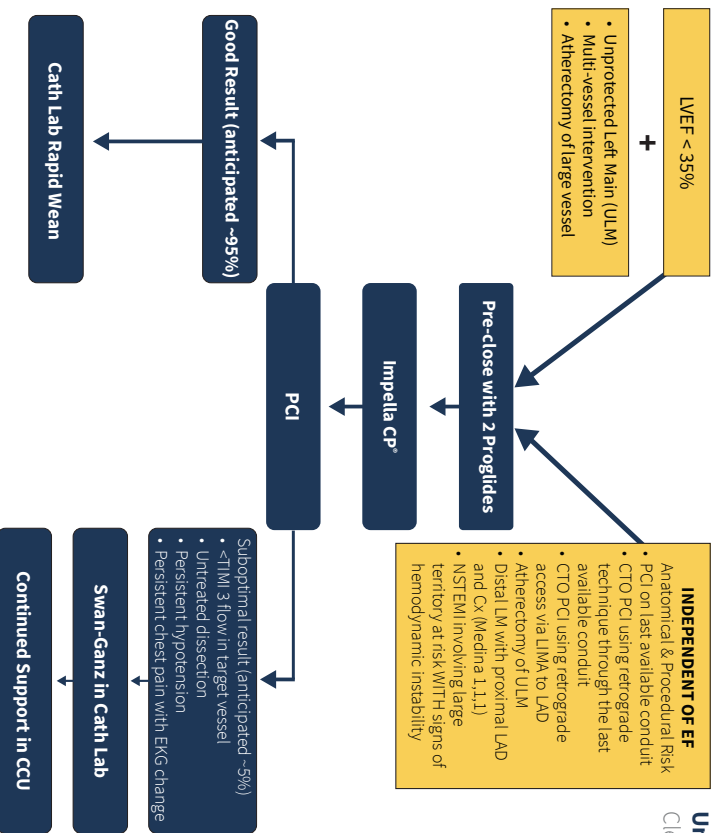 Un
Cle
LVEF < 35%
+
• Unprotected Left Main (ULM)
• Multi-vessel intervention
• Atherectomy of large vessel
INDEPENDENT OF EF
Anatomical & Procedural Risk
• PCI on last available conduit
• CTO PCI using retrograde
technique through the last
available conduit
• CTO PCI using retrograde
access via LIMA to LAD
• Atherectomy of ULM
• Distal LM with proximal LAD
and Cx (Medina 1,1,1)
• NSTEMI involving large
territory at risk WITH signs of
hemodynamic instability
Pre-close with 2 Proglides
Impella CP®
PCI
Good Result (anticipated ~95%)
Cath Lab Rapid Wean
Suboptimal result (anticipated ~5%)
• <TIMI 3 flow in target vessel
• Untreated dissection
• Persistent hypotension
• Persistent chest pain with EKG change
Swan-Ganz in Cath Lab
Continued Support in CCU